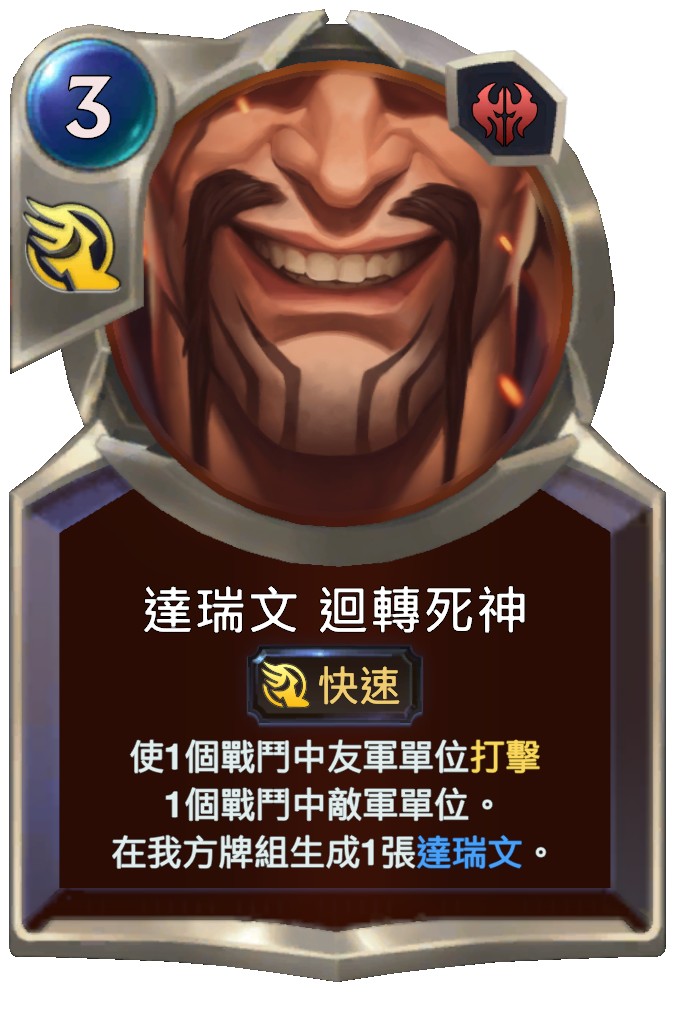 3
達瑞文 迴轉死神
快速
使1個戰鬥中友軍單位打擊
1個戰鬥中敵軍單位。
在我方牌組生成1張達瑞文。